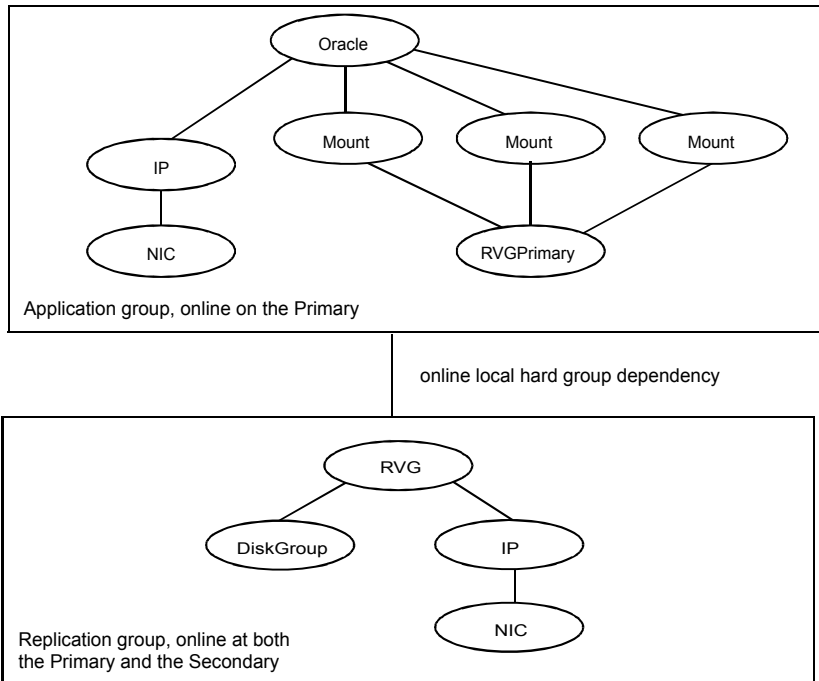 Oracle
Mount
Mount
Mount
IP
NIC
RVGPrimary
Application group, online on the Primary
online local hard group dependency
RVG
DiskGroup
IP
NIC
Replication group, online at both
the Primary and the Secondary